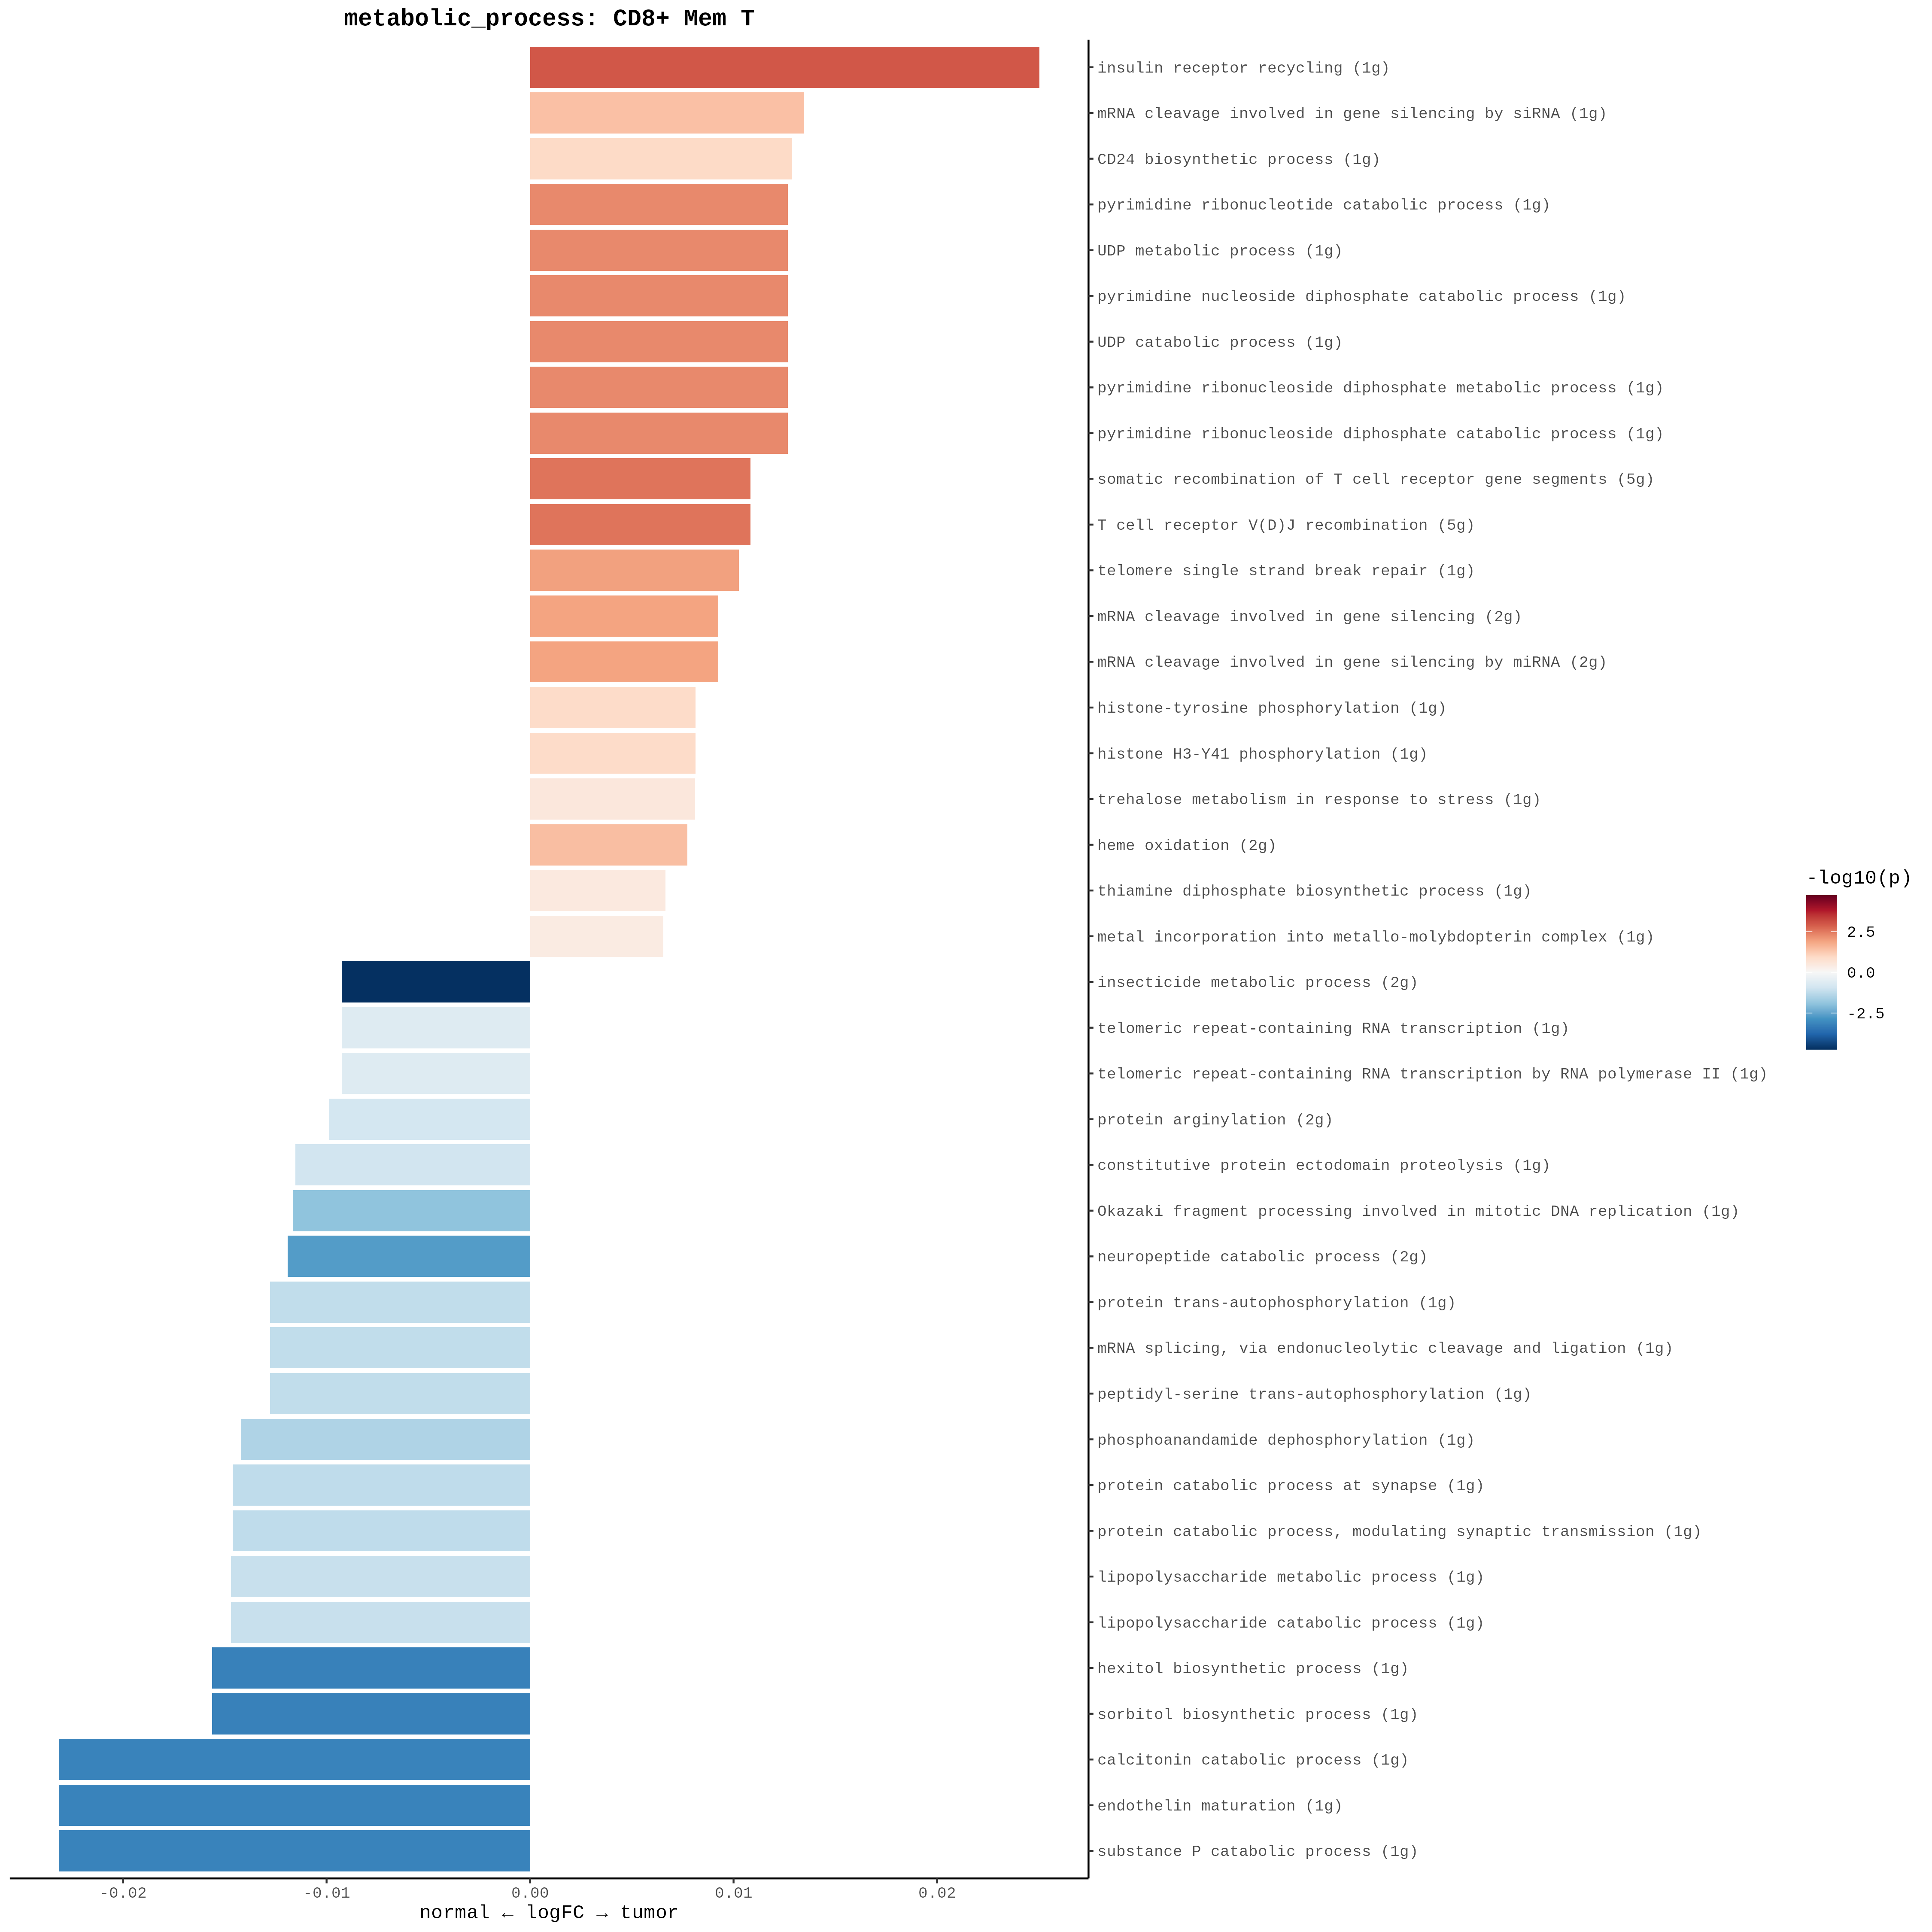 metabolic_process: CD8+ Mem T
insulin receptor recycling (1g)
mRNA cleavage involved in gene silencing by siRNA (1g)
CD24 biosynthetic process (1g)
pyrimidine ribonucleotide catabolic process (1g)
UDP metabolic process (1g)
pyrimidine nucleoside diphosphate catabolic process (1g)
UDP catabolic process (1g)
pyrimidine ribonucleoside diphosphate metabolic process (1g)
pyrimidine ribonucleoside diphosphate catabolic process (1g)
somatic recombination of T cell receptor gene segments (5g)
T cell receptor V(D)J recombination (5g)
telomere single strand break repair (1g)
mRNA cleavage involved in gene silencing (2g)
mRNA cleavage involved in gene silencing by miRNA (2g)
histone-tyrosine phosphorylation (1g)
histone H3-Y41 phosphorylation (1g)
trehalose metabolism in response to stress (1g)
heme oxidation (2g)
thiamine diphosphate biosynthetic process (1g)
metal incorporation into metallo-molybdopterin complex (1g)
insecticide metabolic process (2g)
telomeric repeat-containing RNA transcription (1g)
telomeric repeat-containing RNA transcription by RNA polymerase II (1g)
protein arginylation (2g)
constitutive protein ectodomain proteolysis (1g)
Okazaki fragment processing involved in mitotic DNA replication (1g)
neuropeptide catabolic process (2g)
protein trans-autophosphorylation (1g)
mRNA splicing, via endonucleolytic cleavage and ligation (1g)
peptidyl-serine trans-autophosphorylation (1g)
phosphoanandamide dephosphorylation (1g)
protein catabolic process at synapse (1g)
protein catabolic process, modulating synaptic transmission (1g)
lipopolysaccharide metabolic process (1g)
lipopolysaccharide catabolic process (1g)
hexitol biosynthetic process (1g)
sorbitol biosynthetic process (1g)
calcitonin catabolic process (1g)
endothelin maturation (1g)
substance P catabolic process (1g)
-0.02 -0.01 0.00 0.01 0.02
normal ← logFC → tumor
-log10(p)
2.5
0.0
-2.5